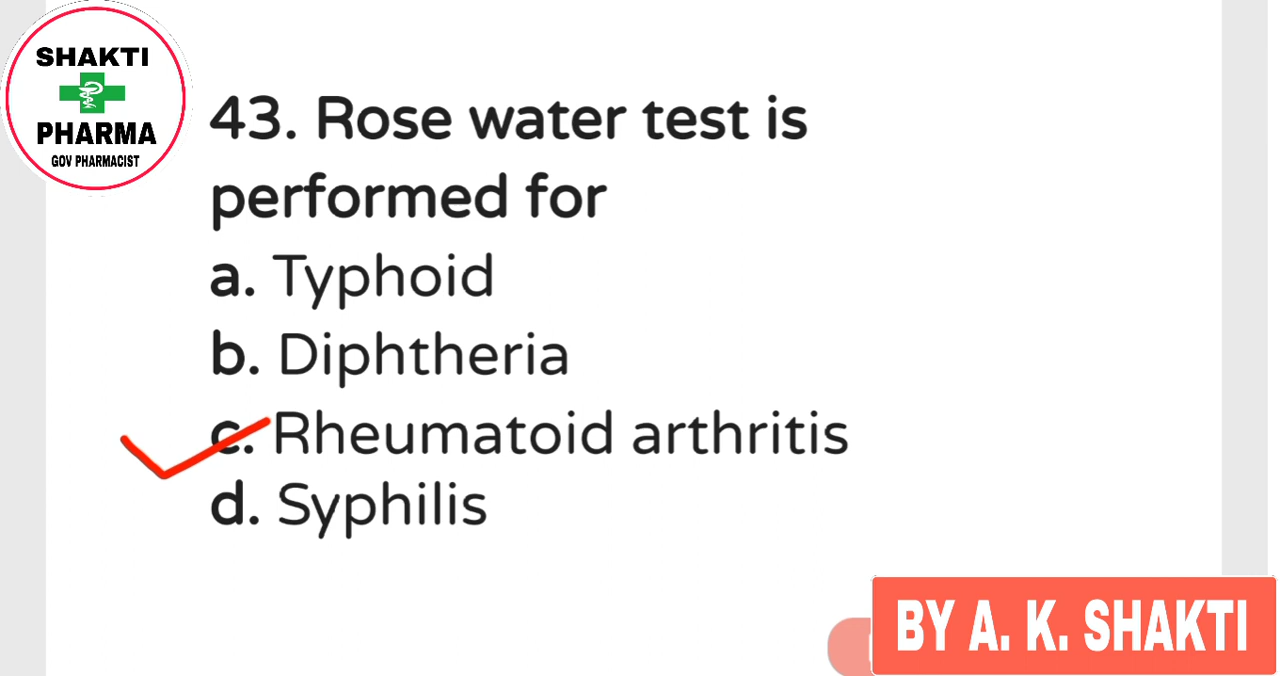 SHAKTI
PHARMA
GOV PHARMACIST
43. Rose water test is
performed for
a. Typhoid
b. Diphtheria
c. Rheumatoid arthritis
d. Syphilis
BY A. K. SHAKTI